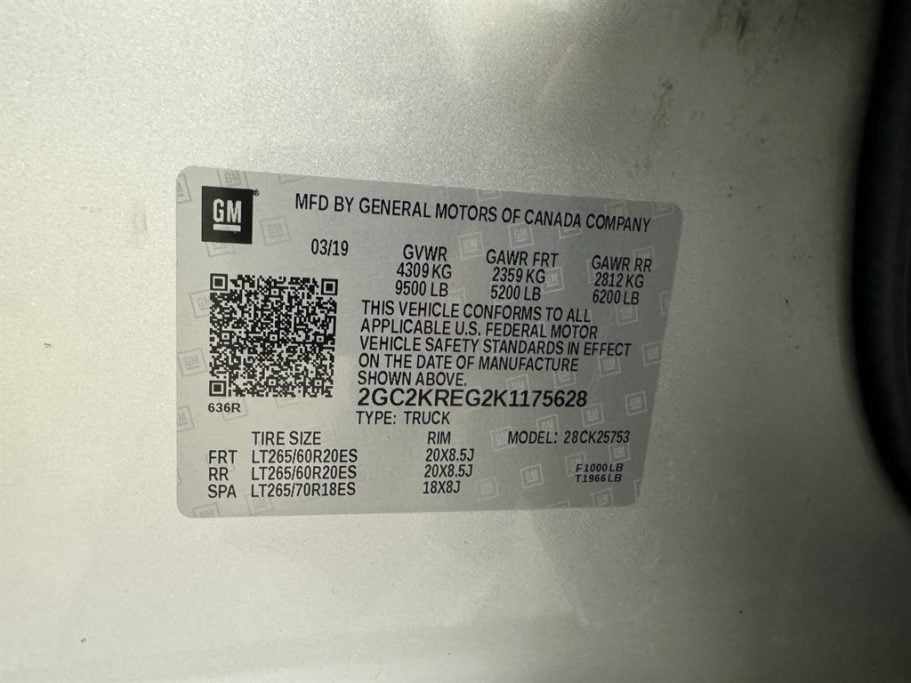 GM
MFD BY GENERAL MOTORS OF CANADA COMPANY
03/19 GVWR GAWR FRT GAWR RR
4309 KG 2359 KG 2812 KG
9500 LB 5200 LB 6200 LB
THIS VEHICLE CONFORMS TO ALL
APPLICABLE U.S. FEDERAL MOTOR
VEHICLE SAFETY STANDARDS IN EFFECT
ON THE DATE OF MANUFACTURE
SHOWN ABOVE.
636R
2GC2KREG2K1175628
TYPE: TRUCK
TIRE SIZE RIM MODEL: 28CK25753
FRT LT265/60R20ES 20X8.5J
RR LT265/60R20ES 20X8.5J
SPA LT265/70R18ES 18X8J
F1000LB
T1966LB